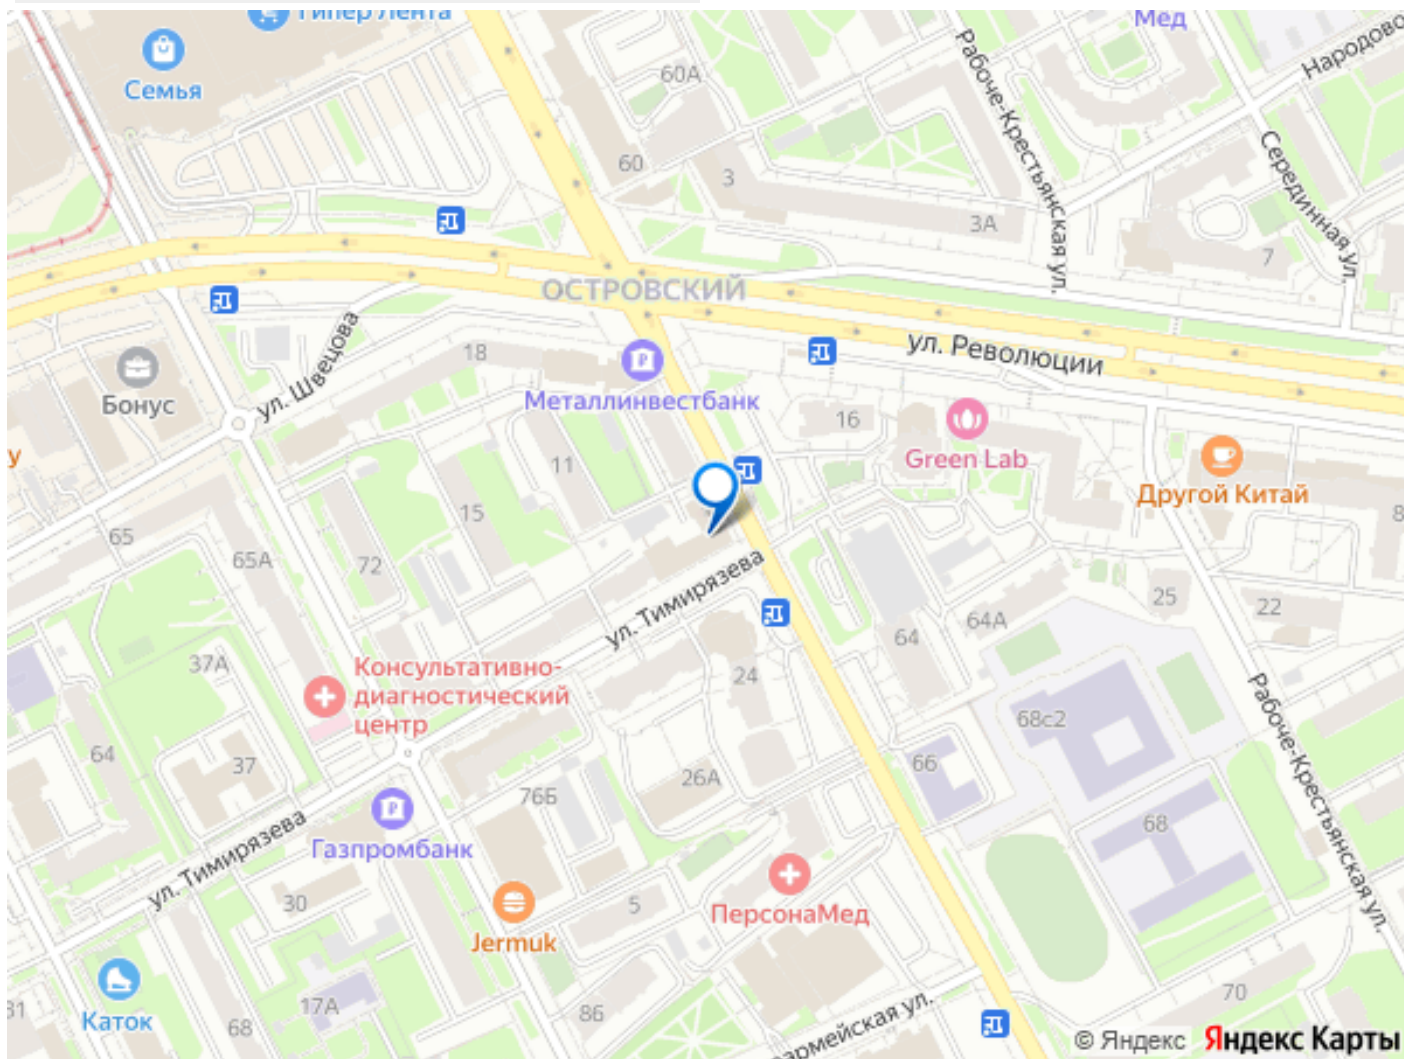 Гипер Лента
Мед
Народово
Семья
60А
Рабоче-Крестьянская ул.
Серединная ул.
60
3
3А
7
ОСТРОВСКИЙ
ул. Революции
ул. Швецова
18
Металлинвестбанк
Бонус
16
Green Lab
у
11
Другой Китай
15
8
65
65А
72
ул. Тимирязева
25
22
64А
64
37А
Консультативно-
диагностический
центр
24
Рабоче-Крестьянская ул.
68с2
64
37
26А
66
76Б
68
ул. Тимирязева
Газпромбанк
30
5
ПерсонаМед
Jermuk
17А
Каток
31
68
86
армейская ул.
70
© Яндекс Яндекс Карты